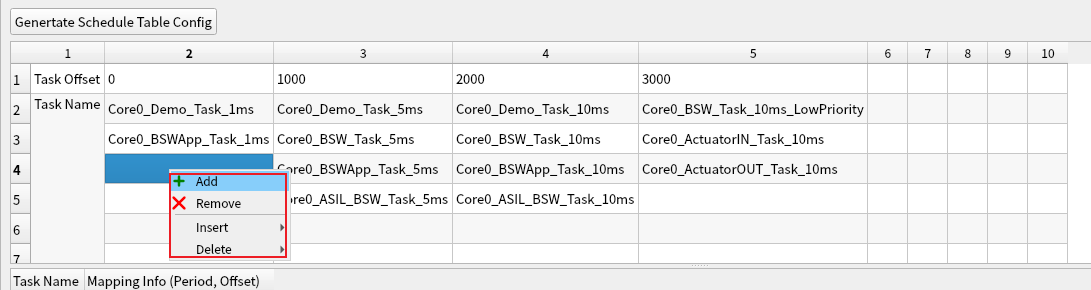 Genertate Schedule Table Config
1 2 3 4 5 6 7 8 9 10
1 Task Offset 0 1000 2000 3000
2 Task Name Core0_Demo_Task_1ms Core0_Demo_Task_5ms Core0_Demo_Task_10ms Core0_BSW_Task_10ms_LowPriority
3 Core0_BSWApp_Task_1ms Core0_BSW_Task_5ms Core0_BSW_Task_10ms Core0_ActuatorIN_Task_10ms
4 Core0_BSWApp_Task_5ms Core0_BSWApp_Task_10ms Core0_ActuatorOUT_Task_10ms
Add
5 ore0_ASIL_BSW_Task_5ms Core0_ASIL_BSW_Task_10ms
Remove
6
Insert
7
Delete
Task Name Mapping Info (Period, Offset)